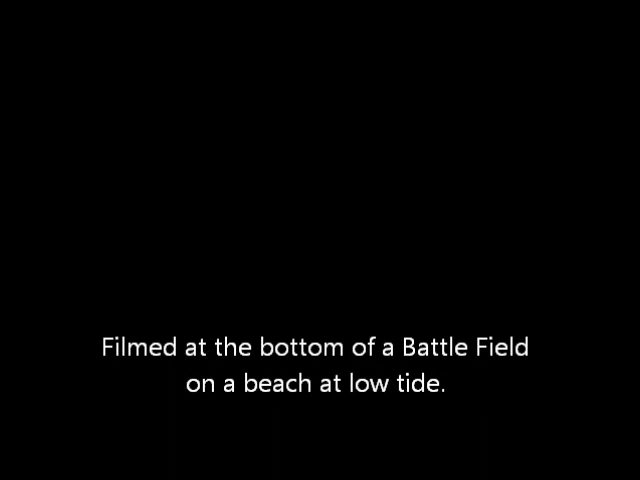 Filmed at the bottom of a Battle Field
on a beach at low tide.